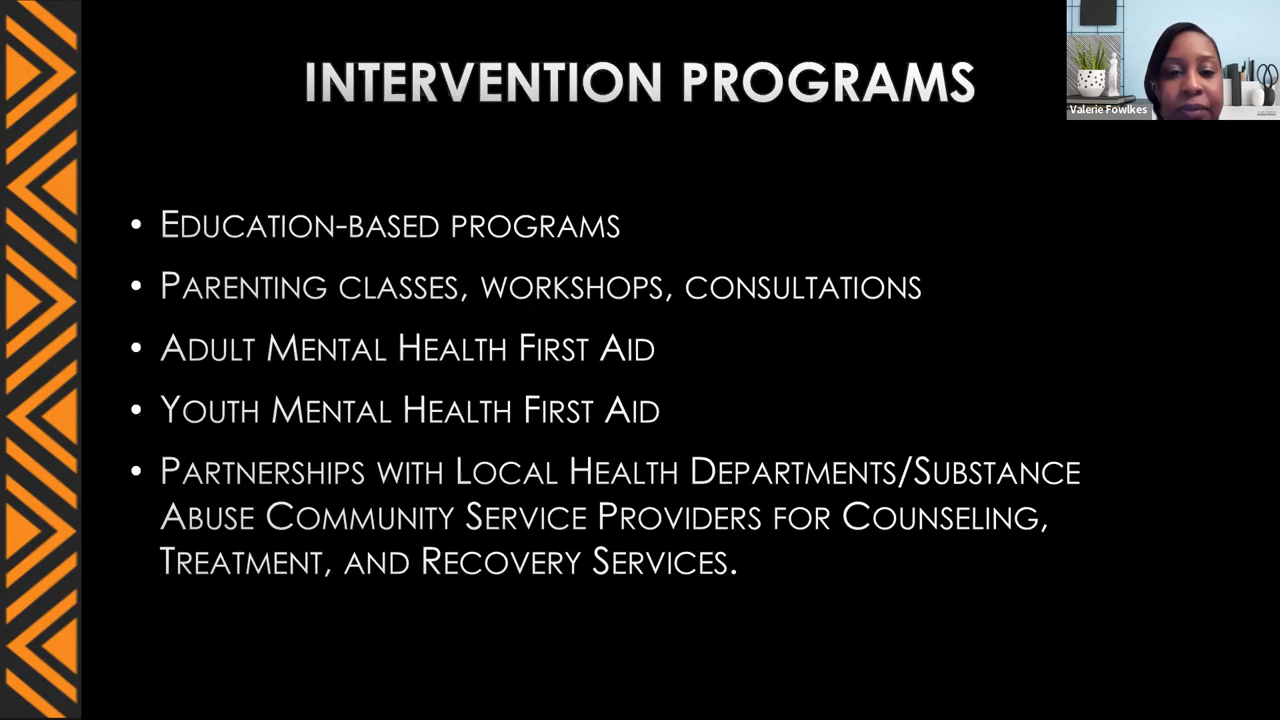 INTERVENTION PROGRAMS
Valerie Fowlkes
• EDUCATION-BASED PROGRAMS
• PARENTING CLASSES, WORKSHOPS, CONSULTATIONS
• ADULT MENTAL HEALTH FIRST AID
• YOUTH MENTAL HEALTH FIRST AID
• PARTNERSHIPS WITH LOCAL HEALTH DEPARTMENTS/SUBSTANCE
ABUSE COMMUNITY SERVICE PROVIDERS FOR COUNSELING,
TREATMENT, AND RECOVERY SERVICES.